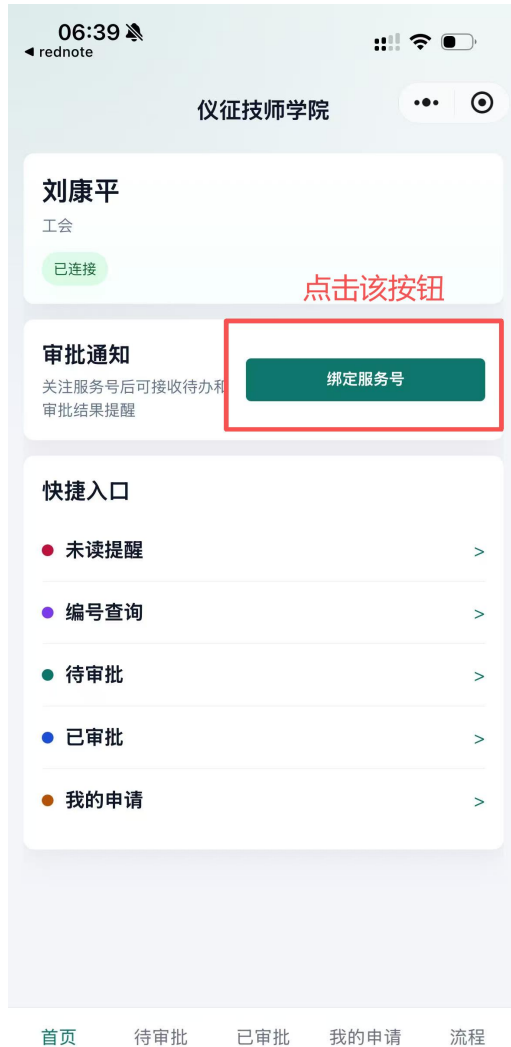 06:39
◀ rednote
仪征技师学院
刘康平
工会
已连接
点击该按钮
审批通知
关注服务号后可接收待办和
审批结果提醒
绑定服务号
快捷入口
未读提醒 >
编号查询 >
待审批 >
已审批 >
我的申请 >
首页 待审批 已审批 我的申请 流程